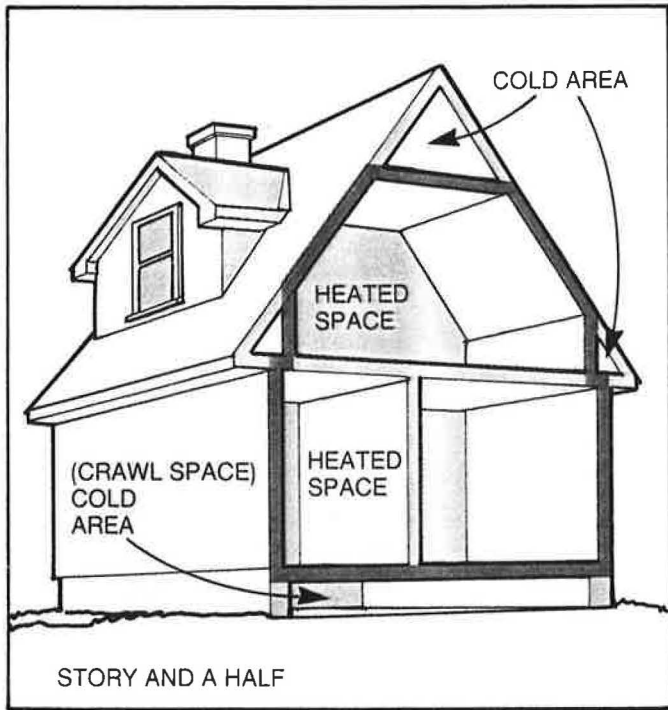 COLD AREA
HEATED
SPACE
(CRAWL SPACE)
COLD
AREA
HEATED
SPACE
STORY AND A HALF